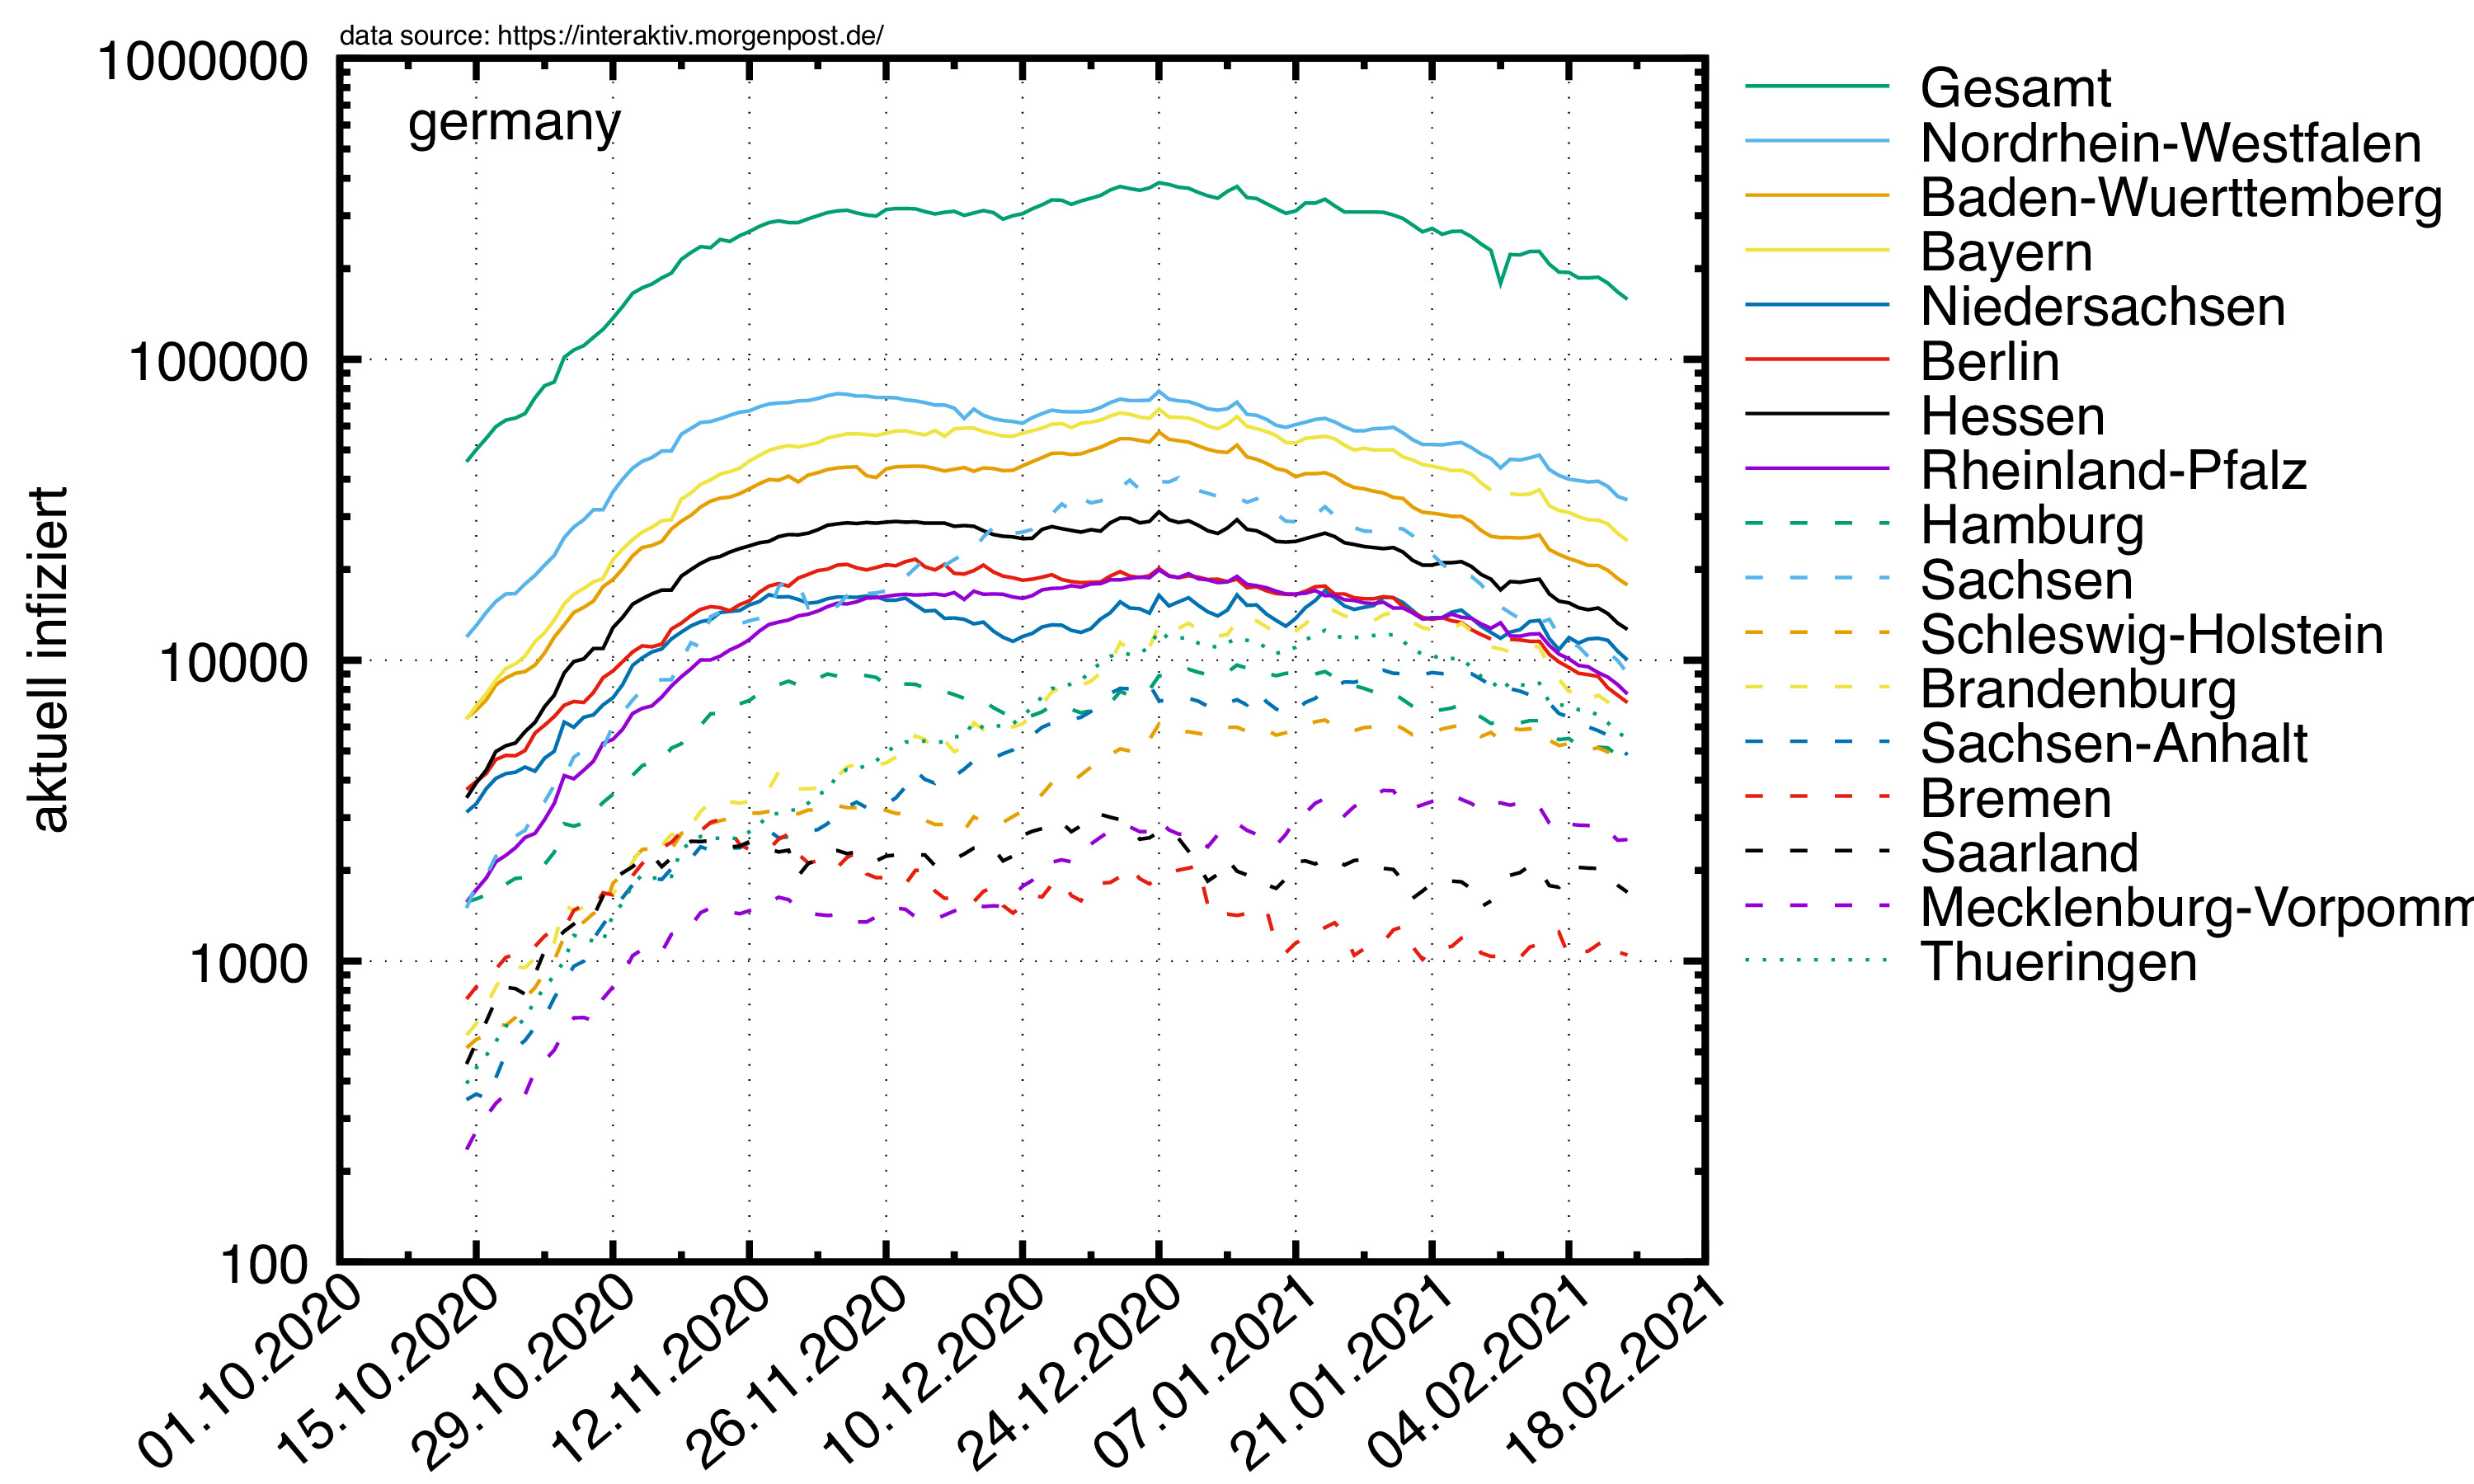 data source: https://interaktiv.morgenpost.de/
germany
aktuell infiziert
1000000
100000
10000
1000
100
01.10.2020
15.10.2020
29.10.2020
12.11.2020
26.11.2020
10.12.2020
24.12.2020
07.01.2021
21.01.2021
04.02.2021
18.02.2021
Gesamt
Nordrhein-Westfalen
Baden-Wuerttemberg
Bayern
Niedersachsen
Berlin
Hessen
Rheinland-Pfalz
Hamburg
Sachsen
Schleswig-Holstein
Brandenburg
Sachsen-Anhalt
Bremen
Saarland
Mecklenburg-Vorpomm
Thueringen